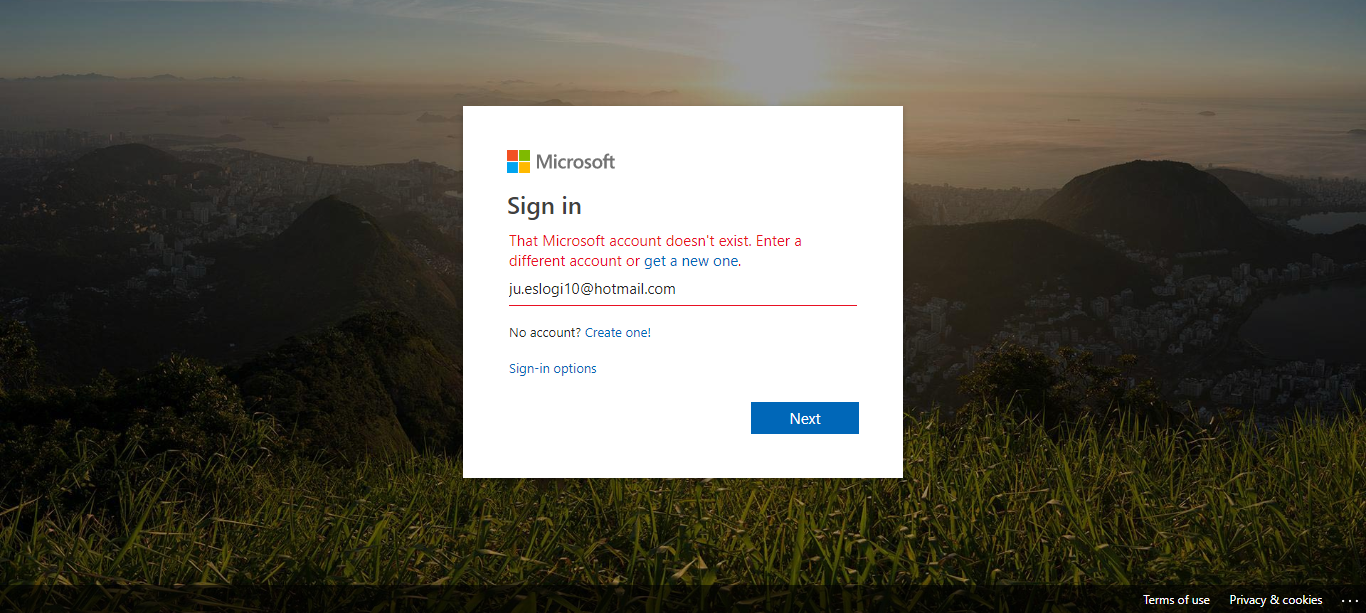 Microsoft
Sign in
That Microsoft account doesn't exist. Enter a
different account or get a new one.
ju.eslogi10@hotmail.com
No account? Create one!
Sign-in options
Next
Terms of use Privacy & cookies ...